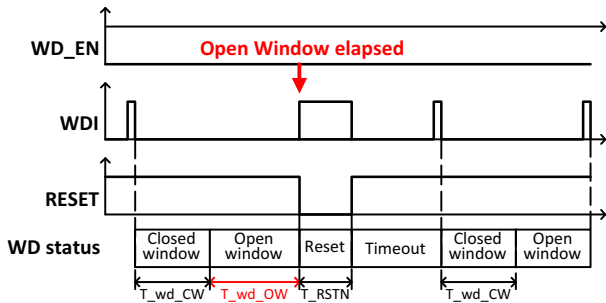 WD_EN
Open Window elapsed
WDI
RESET
WD status
Closed window
Open window
Reset
Timeout
Closed window
Open window
T_wd_CW
T_wd_OW
T_RSTN
T_wd_CW